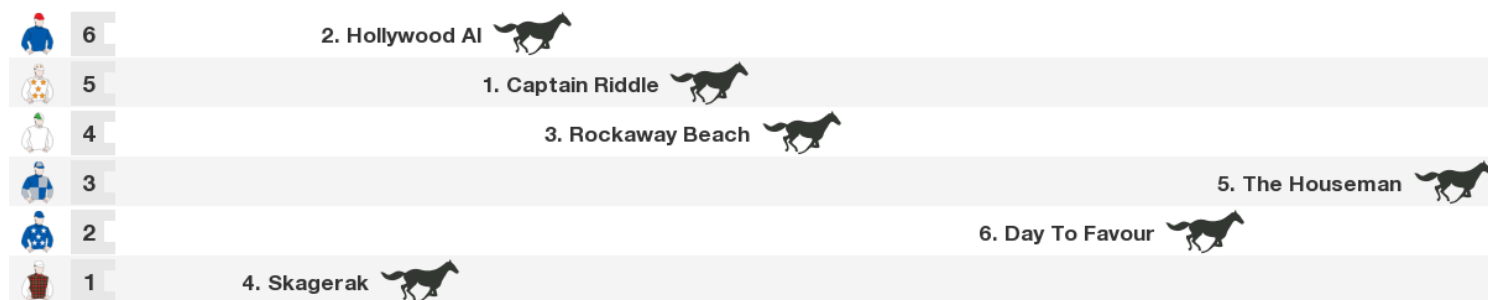 6 2. Hollywood Al
5 1. Captain Riddle
4 3. Rockaway Beach
3 5. The Houseman
2 6. Day To Favour
1 4. Skagerak